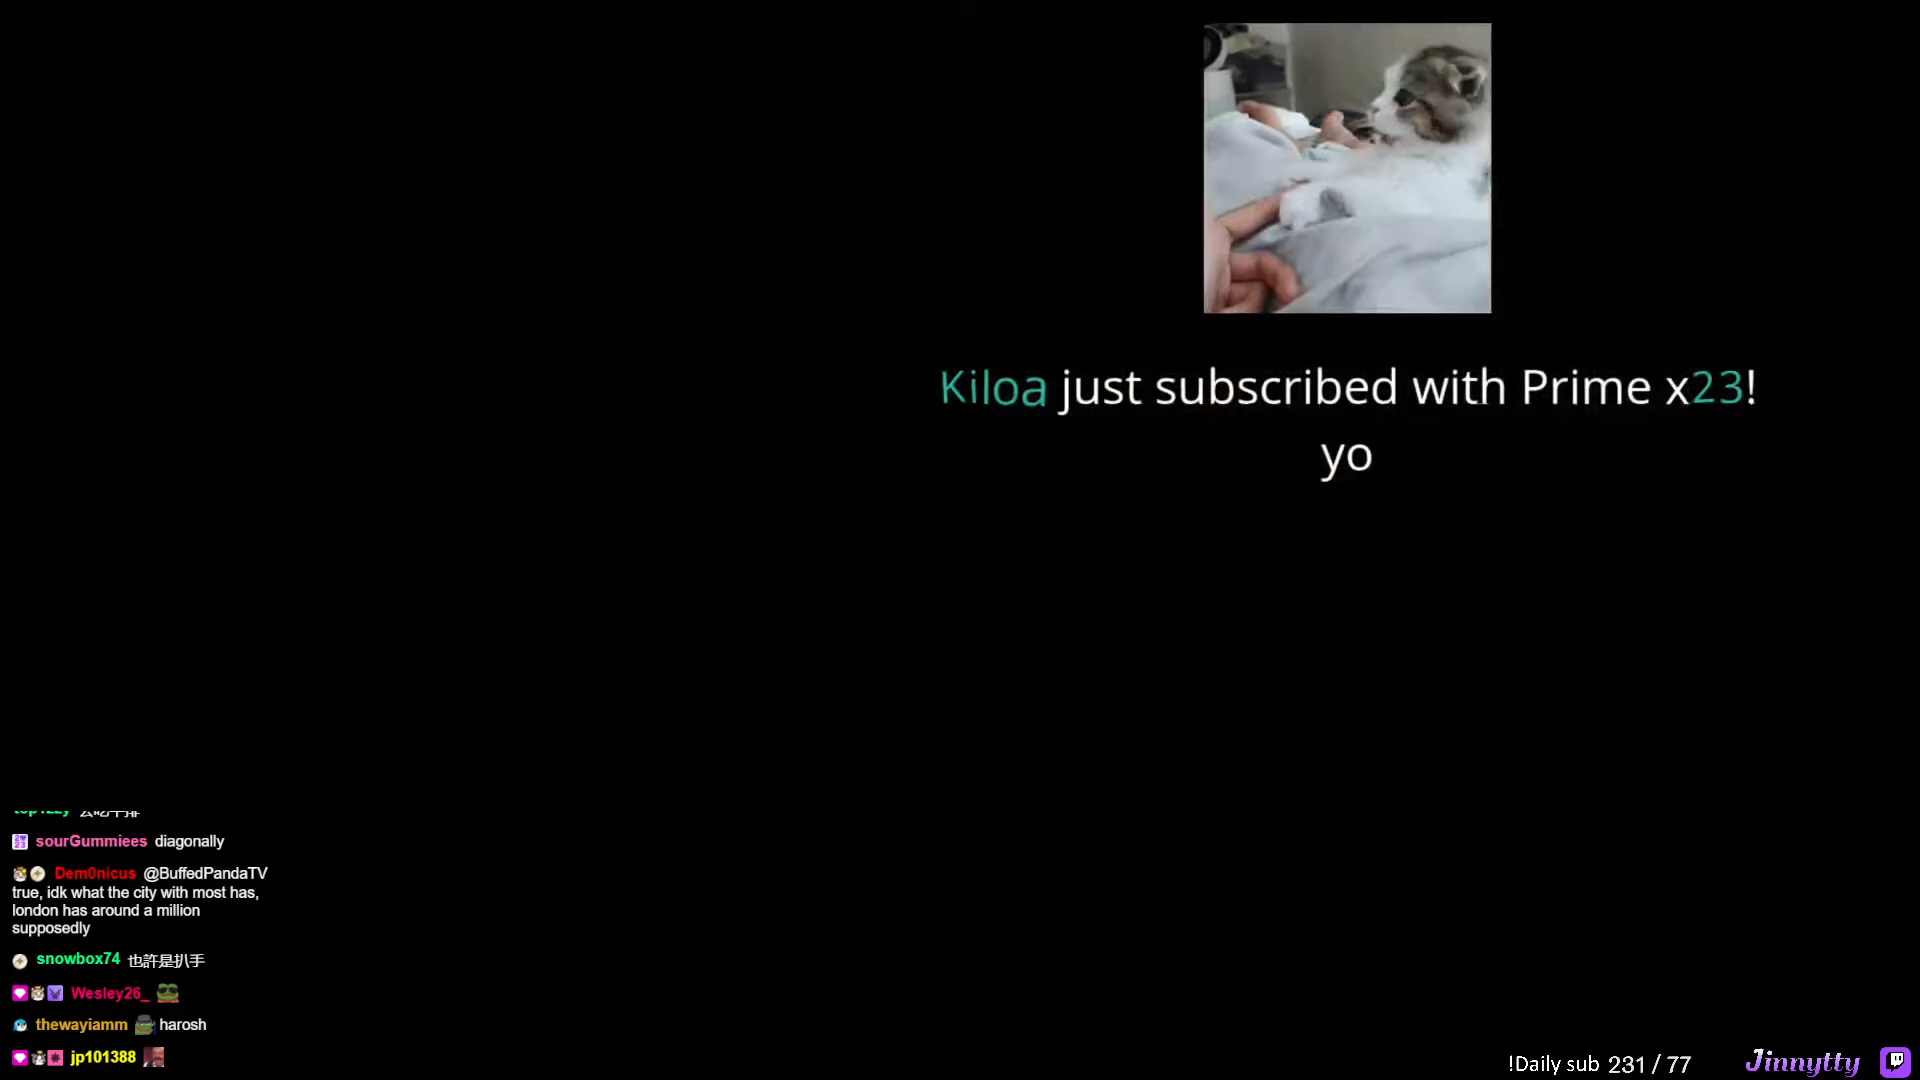 Kiloa just subscribed with Prime x23!
yo
sourGummiees diagonally
Dem0nicus @BuffedPandaTV
true, idk what the city with most has,
london has around a million
supposedly
snowbox74 也許是扒手
Wesley26_
thewayiamm harosh
jp101388
!Daily sub 231 / 77
Jinnytty